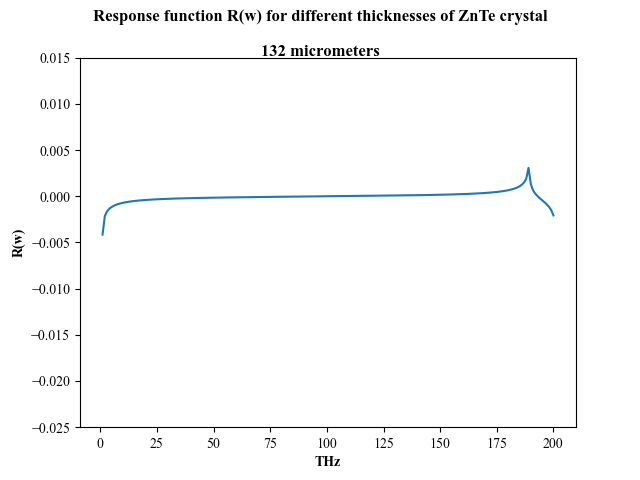 Response function R(w) for different thicknesses of ZnTe crystal
132 micrometers
0.015
0.010
0.005
0.000
−0.005
−0.010
−0.015
−0.020
−0.025
R(w)
0 25 50 75 100 125 150 175 200
THz